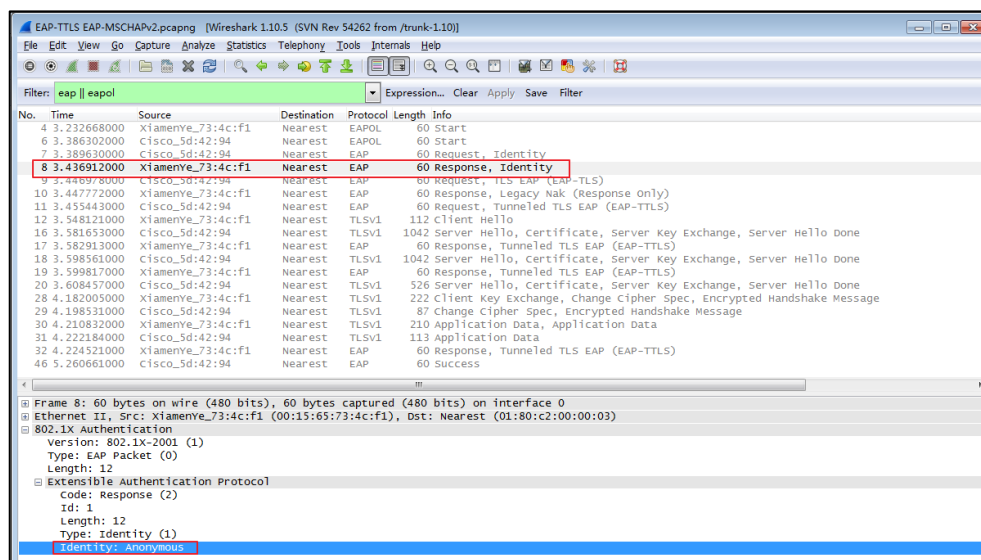 EAP-TTLS EAP-MSCHAPv2.pcapng [Wireshark 1.10.5 (SVN Rev 54262 from /trunk-1.10)]
File Edit View Go Capture Analyze Statistics Telephony Tools Internals Help
Filter: eap || eapol Expression... Clear Apply Save Filter
No. Time Source Destination Protocol Length Info
4 3.232668000 XiamenYe_73:4c:f1 Nearest EAPOL 60 Start
6 3.386302000 Cisco_5d:42:94 Nearest EAPOL 60 Start
7 3.389630000 Cisco_5d:42:94 Nearest EAP 60 Request, Identity
8 3.436912000 XiamenYe_73:4c:f1 Nearest EAP 60 Response, Identity
9 3.446978000 Cisco_5d:42:94 Nearest EAP 60 Request, TLS EAP (EAP-TLS)
10 3.447772000 XiamenYe_73:4c:f1 Nearest EAP 60 Response, Legacy Nak (Response Only)
11 3.455443000 Cisco_5d:42:94 Nearest EAP 60 Request, Tunneled TLS EAP (EAP-TTLS)
12 3.548121000 XiamenYe_73:4c:f1 Nearest TLSv1 112 Client Hello
16 3.581653000 Cisco_5d:42:94 Nearest TLSv1 1042 Server Hello, Certificate, Server Key Exchange, Server Hello Done
17 3.582913000 XiamenYe_73:4c:f1 Nearest EAP 60 Response, Tunneled TLS EAP (EAP-TTLS)
18 3.598561000 Cisco_5d:42:94 Nearest TLSv1 1042 Server Hello, Certificate, Server Key Exchange, Server Hello Done
19 3.599817000 XiamenYe_73:4c:f1 Nearest EAP 60 Response, Tunneled TLS EAP (EAP-TTLS)
20 3.608457000 Cisco_5d:42:94 Nearest TLSv1 526 Server Hello, Certificate, Server Key Exchange, Server Hello Done
28 4.182005000 XiamenYe_73:4c:f1 Nearest TLSv1 222 Client Key Exchange, Change Cipher Spec, Encrypted Handshake Message
29 4.198531000 Cisco_5d:42:94 Nearest TLSv1 87 Change Cipher Spec, Encrypted Handshake Message
30 4.210832000 XiamenYe_73:4c:f1 Nearest TLSv1 210 Application Data, Application Data
31 4.222184000 Cisco_5d:42:94 Nearest TLSv1 113 Application Data
32 4.224521000 XiamenYe_73:4c:f1 Nearest EAP 60 Response, Tunneled TLS EAP (EAP-TTLS)
46 5.260661000 Cisco_5d:42:94 Nearest EAP 60 Success
Frame 8: 60 bytes on wire (480 bits), 60 bytes captured (480 bits) on interface 0
Ethernet II, Src: XiamenYe_73:4c:f1 (00:15:65:73:4c:f1), Dst: Nearest (01:80:c2:00:00:03)
802.1X Authentication
Version: 802.1X-2001 (1)
Type: EAP Packet (0)
Length: 12
Extensible Authentication Protocol
Code: Response (2)
Id: 1
Length: 12
Type: Identity (1)
Identity: Anonymous